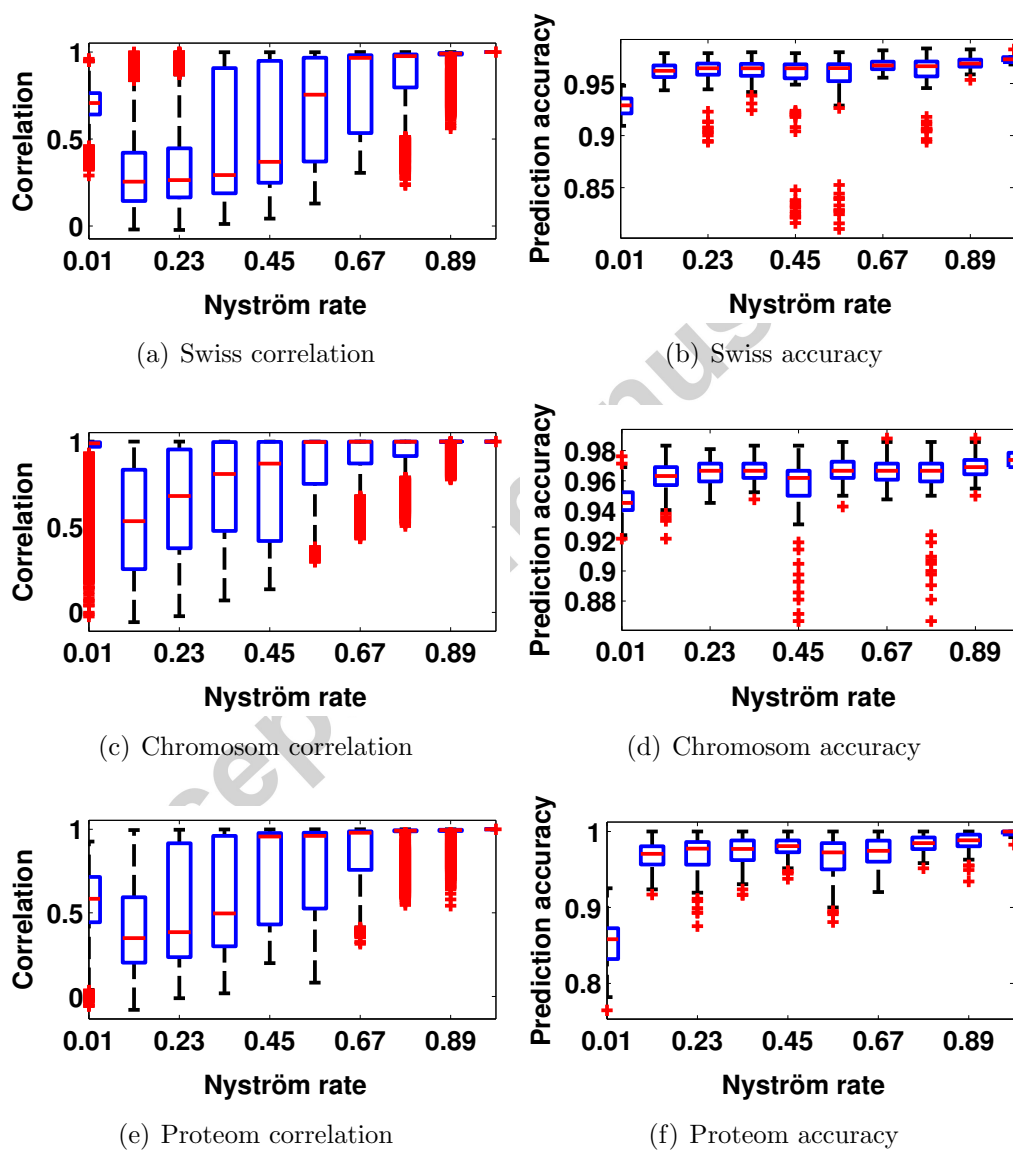 Correlation
1
0.5
0
0.01 0.23 0.45 0.67 0.89
Nyström rate
(a) Swiss correlation
Prediction accuracy
0.95
0.9
0.85
0.01 0.23 0.45 0.67 0.89
Nyström rate
(b) Swiss accuracy
Correlation
1
0.5
0
0.01 0.23 0.45 0.67 0.89
Nyström rate
(c) Chromosom correlation
Prediction accuracy
0.98
0.96
0.94
0.92
0.9
0.88
0.01 0.23 0.45 0.67 0.89
Nyström rate
(d) Chromosom accuracy
Correlation
1
0.5
0
0.01 0.23 0.45 0.67 0.89
Nyström rate
(e) Proteom correlation
Prediction accuracy
1
0.9
0.8
0.01 0.23 0.45 0.67 0.89
Nyström rate
(f) Proteom accuracy